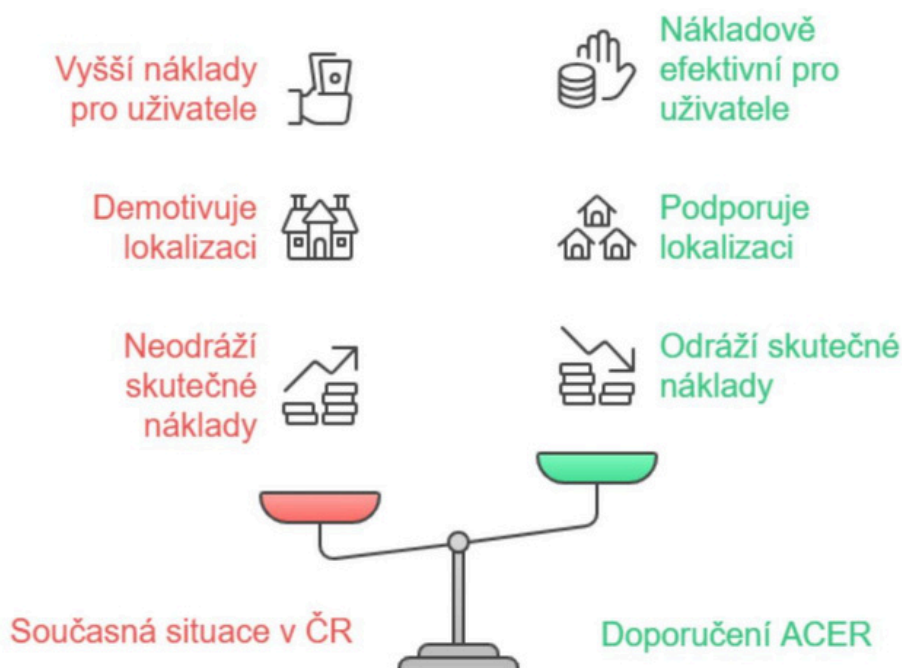 Vyšší náklady
pro uživatele
Demotivuje
lokalizaci
Neodráží
skutečné
náklady
Současná situace v ČR
Nákladově
efektivní pro
uživatele
Podporuje
lokalizaci
Odráží skutečné
náklady
Doporučení ACER